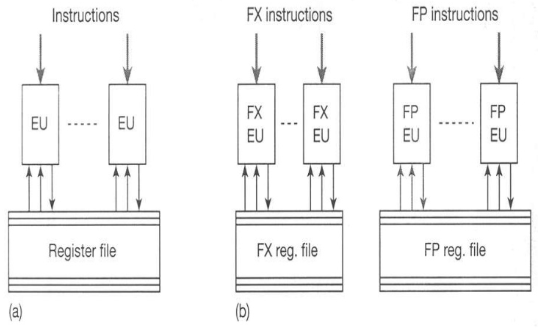 Instructions
EU ----- EU
Register file
(a)
FX instructions
FX EU --- FX EU
FX reg. file
(b)
FP instructions
FP EU ------ FP EU
FP reg. file